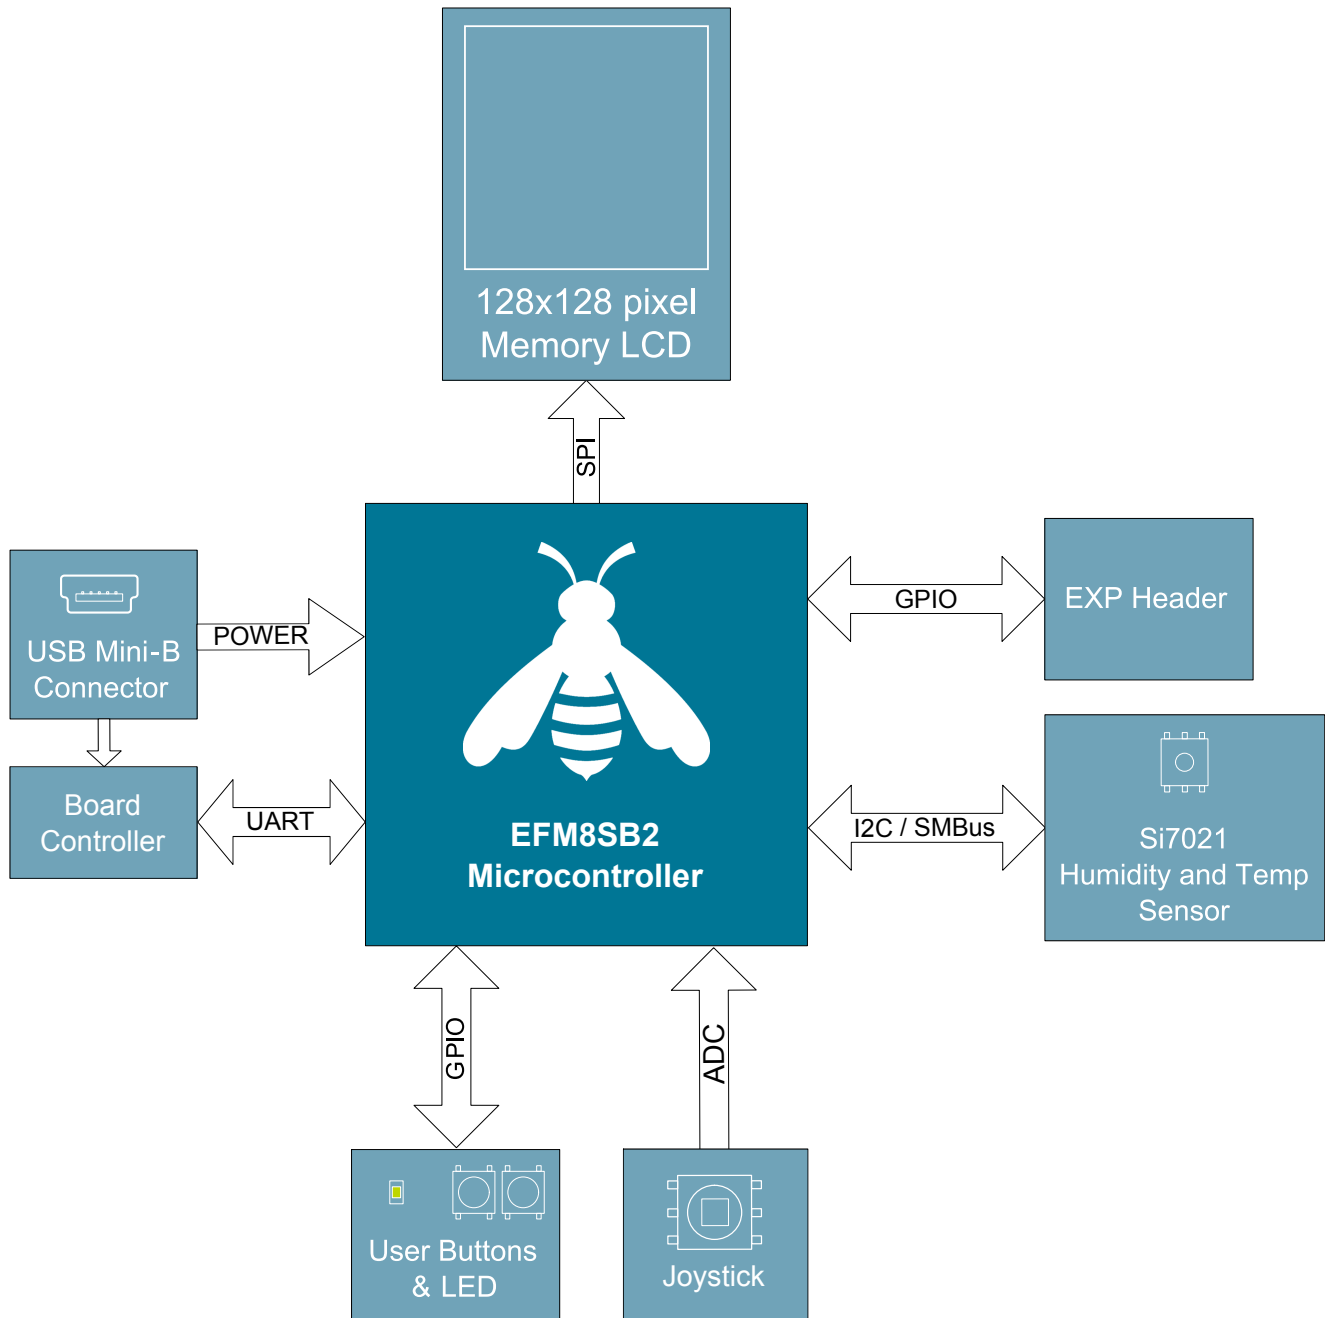 128x128 pixel
Memory LCD
SPI
GPIO
EXP Header
USB Mini-B
Connector
POWER
Board
Controller
UART
EFM8SB2
Microcontroller
I2C / SMBus
Si7021
Humidity and Temp
Sensor
GPIO
ADC
User Buttons
& LED
Joystick